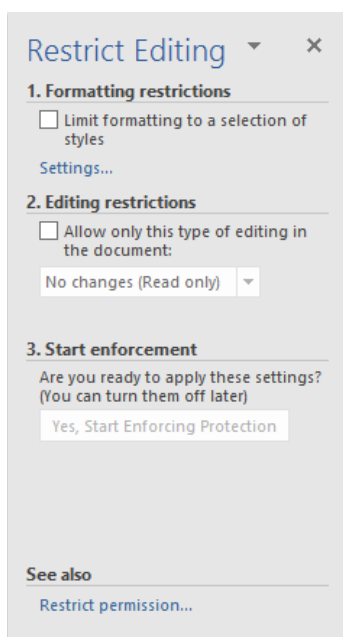 Restrict Editing
1. Formatting restrictions
Limit formatting to a selection of
styles
Settings...
2. Editing restrictions
Allow only this type of editing in
the document:
No changes (Read only)
3. Start enforcement
Are you ready to apply these settings?
(You can turn them off later)
Yes, Start Enforcing Protection
See also
Restrict permission...